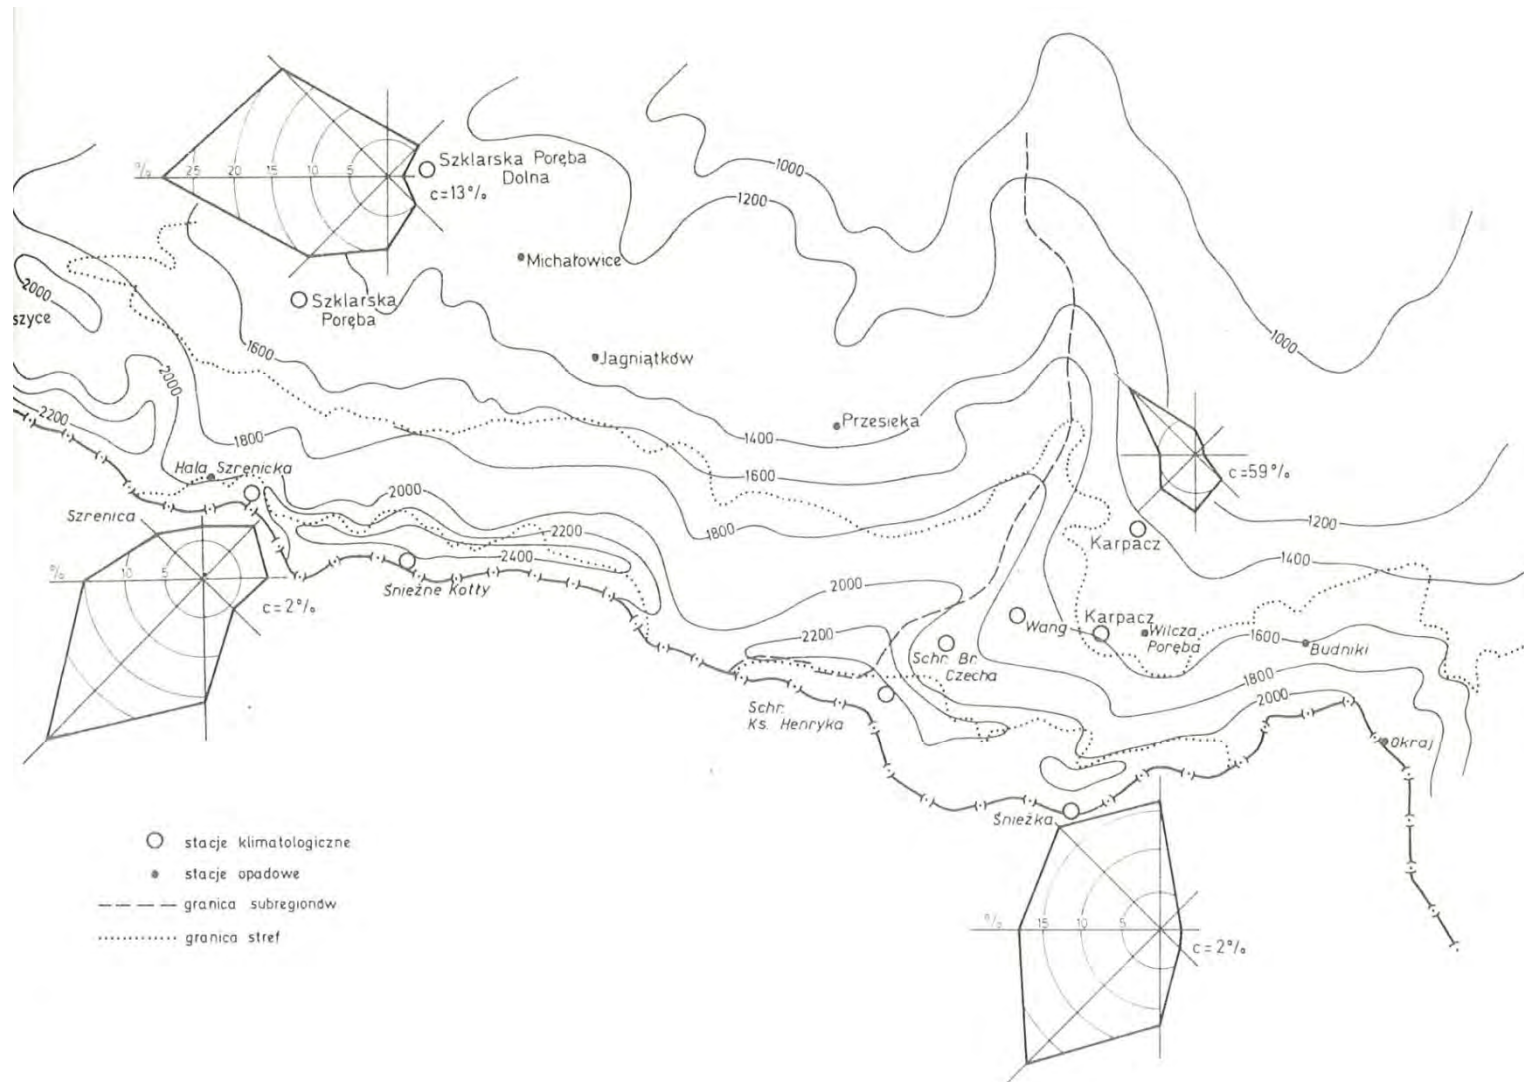 % 25 20 15 10 5
Szklarska Poręba
Dolna
c=13%
1000
1200
Michałowice
2000
szyce
Szklarska
Poręba
1600
Jagniątków
1000
2000
2200
1800
Przesieka
1400
Hala Szrenicka
1600
c=59%
2000
Szrenica
1800
1200
2200
Karpacz
2400
1400
% 10 5
Śnieżne Kotły
c=2%
2000
2200
Wang
Karpacz
Wilcza
Poręba
1600
Budniki
Schr. Br.
Czecha
1800
2000
Schr.
Ks. Henryka
Okraj
Śnieżka
stacje klimatologiczne
stacje opadowe
granica subregionów
granica stref
% 15 10 5
c=2%